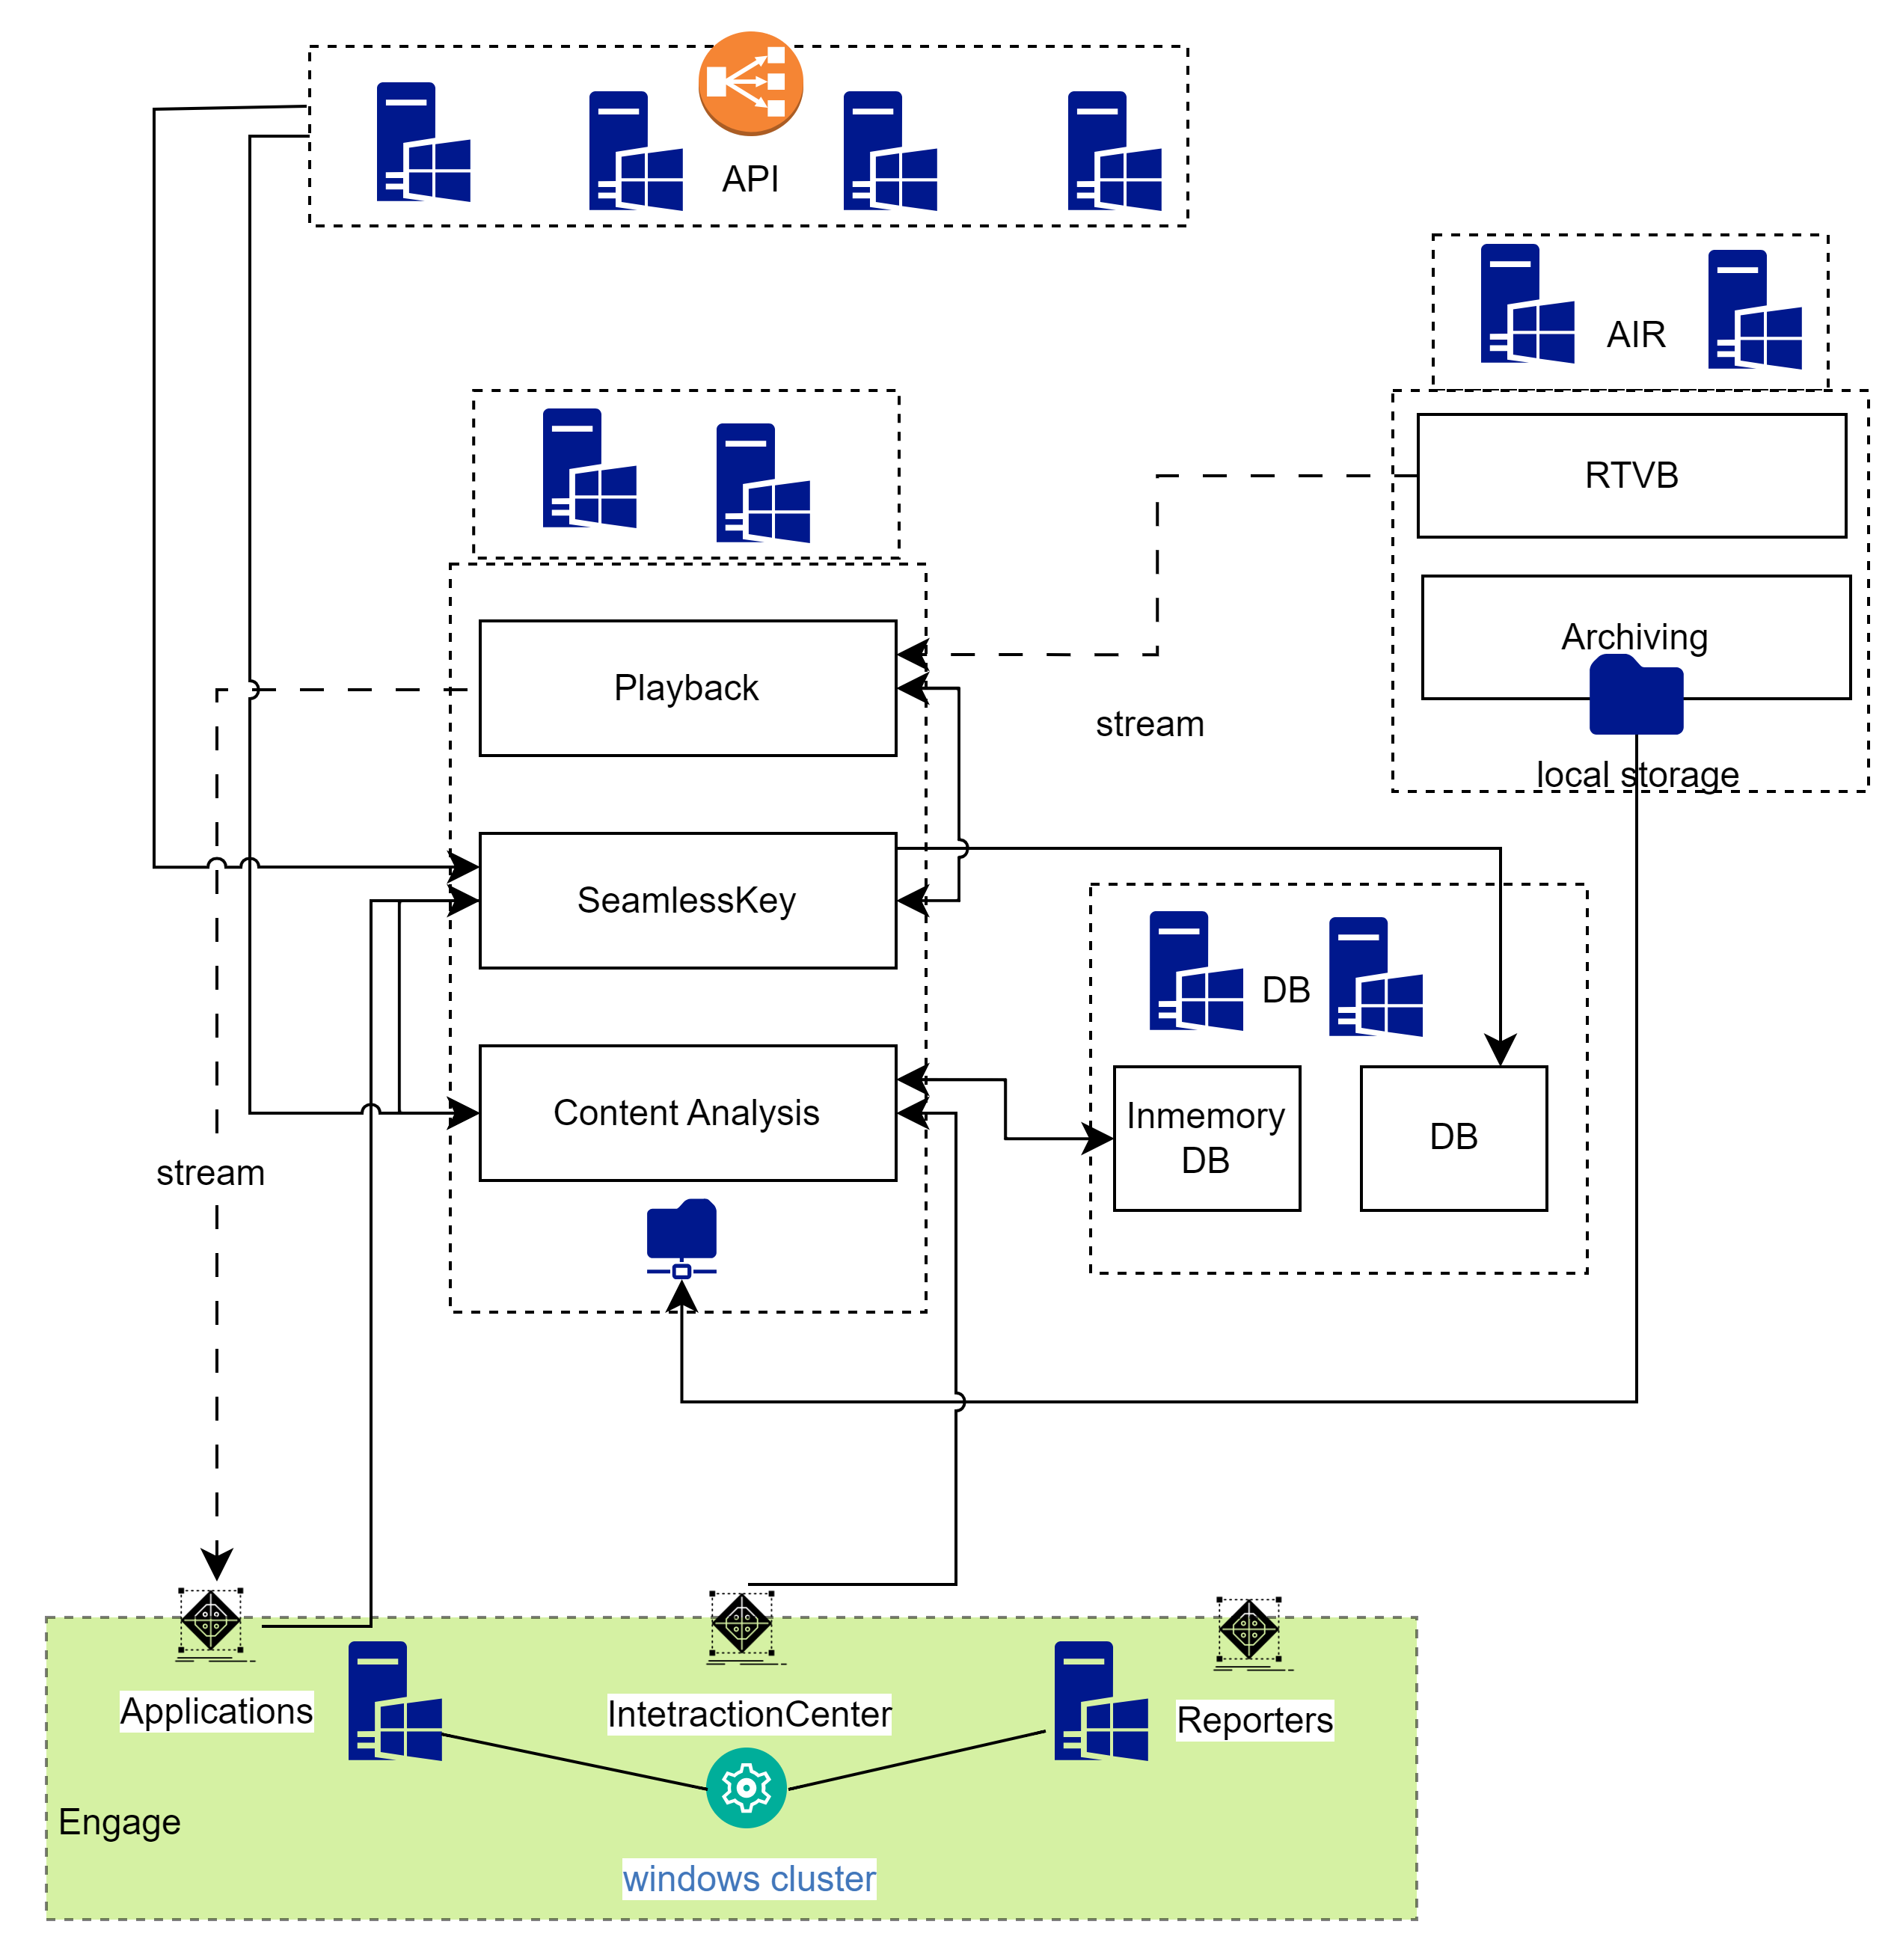 API
AIR
RTVB
Archiving
local storage
Playback
stream
SeamlessKey
DB
Content Analysis
Inmemory
DB
DB
stream
Applications
IntetractionCenter
Reporters
Engage
windows cluster